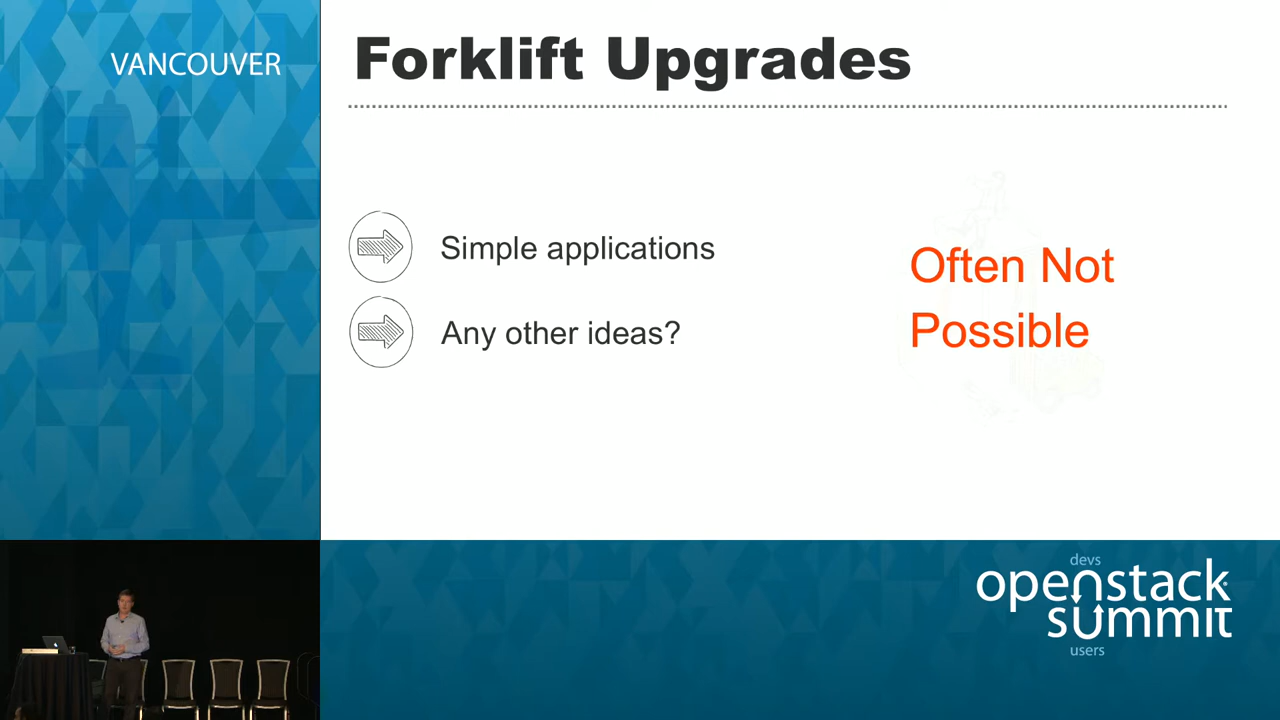 VANCOUVER
Forklift Upgrades
Simple applications
Any other ideas?
Often Not
Possible
devs
openstack
summit
users